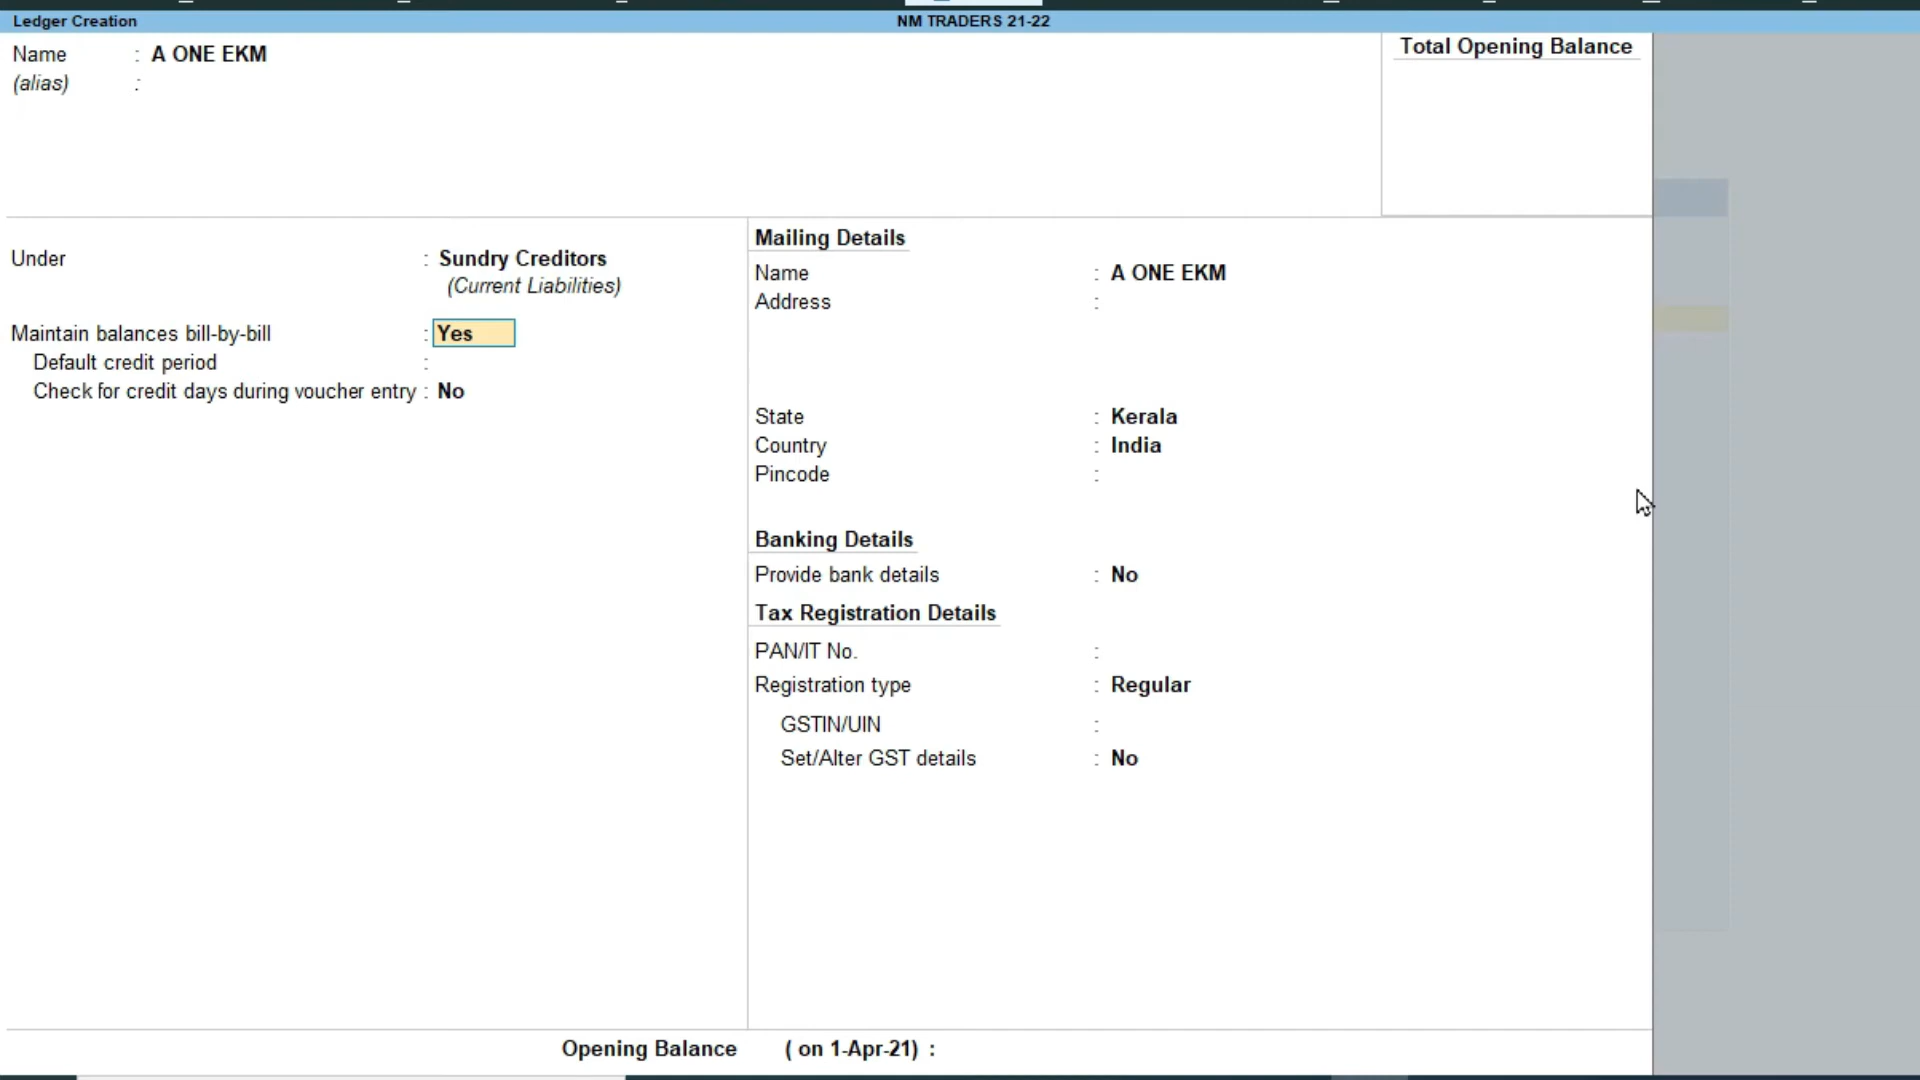 Ledger Creation NM TRADERS 21-22
Name : A ONE EKM
(alias) :
Total Opening Balance
Under : Sundry Creditors
(Current Liabilities)
Maintain balances bill-by-bill : Yes
Default credit period :
Check for credit days during voucher entry : No
Mailing Details
Name : A ONE EKM
Address :
State : Kerala
Country : India
Pincode :
Banking Details
Provide bank details : No
Tax Registration Details
PAN/IT No. :
Registration type : Regular
GSTIN/UIN :
Set/Alter GST details : No
Opening Balance ( on 1-Apr-21) :